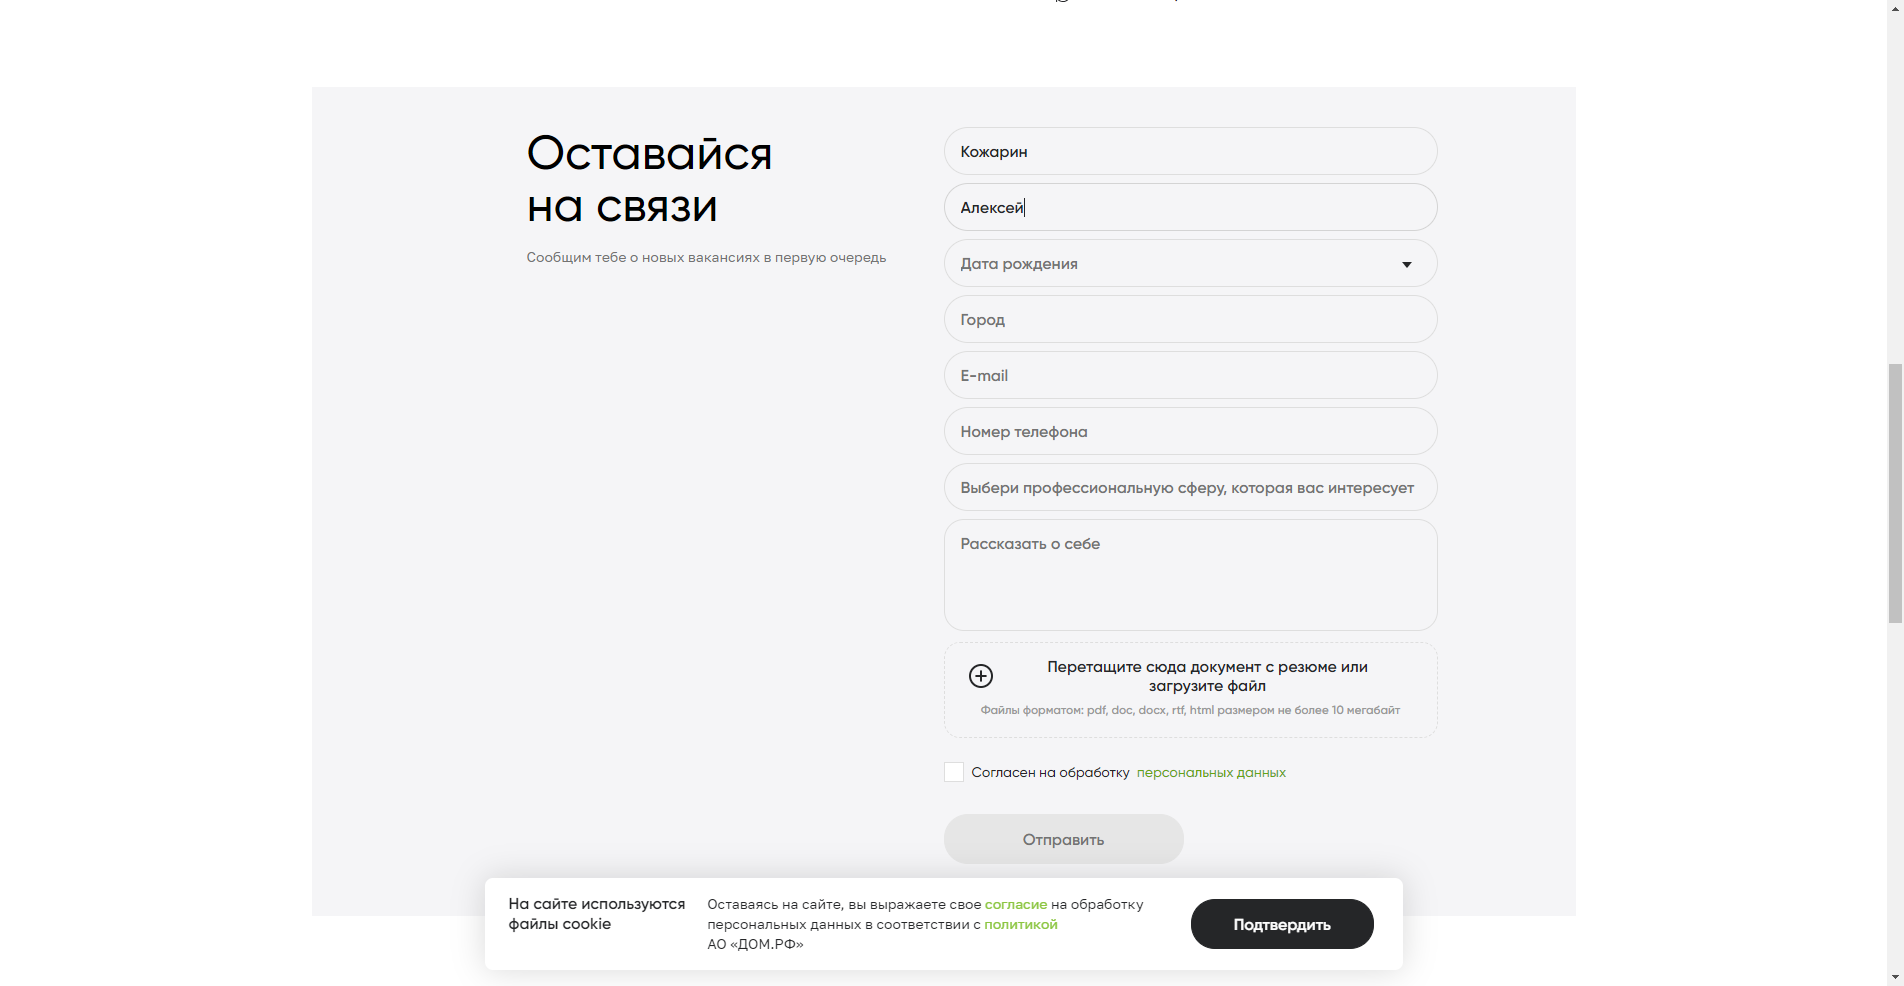 Оставайся
на связи
Сообщим тебе о новых вакансиях в первую очередь
Кожарин
Алексей
Дата рождения
Город
E-mail
Номер телефона
Выбери профессиональную сферу, которая вас интересует
Рассказать о себе
Перетащите сюда документ с резюме или
загрузите файл
Файлы форматом: pdf, doc, docx, rtf, html размером не более 10 мегабайт
Согласен на обработку персональных данных
Отправить
На сайте используются
файлы cookie
Оставаясь на сайте, вы выражаете свое согласие на обработку
персональных данных в соответствии с политикой
АО «ДОМ.РФ»
Подтвердить